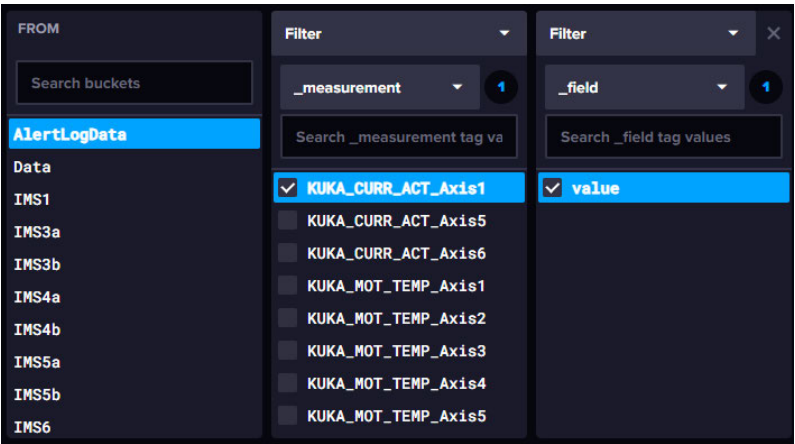 FROM
Search buckets
AlertLogData
Data
IMS1
IMS3a
IMS3b
IMS4a
IMS4b
IMS5a
IMS5b
IMS6
Filter
_measurement
1
Search _measurement tag va
KUKA_CURR_ACT_Axis1
KUKA_CURR_ACT_Axis5
KUKA_CURR_ACT_Axis6
KUKA_MOT_TEMP_Axis1
KUKA_MOT_TEMP_Axis2
KUKA_MOT_TEMP_Axis3
KUKA_MOT_TEMP_Axis4
KUKA_MOT_TEMP_Axis5
Filter
_field
1
Search _field tag values
value